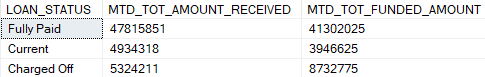 LOAN_STATUS MTD_TOT_AMOUNT_RECEIVED MTD_TOT_FUNDED_AMOUNT
Fully Paid 47815851 41302025
Current 4934318 3946625
Charged Off 5324211 8732775